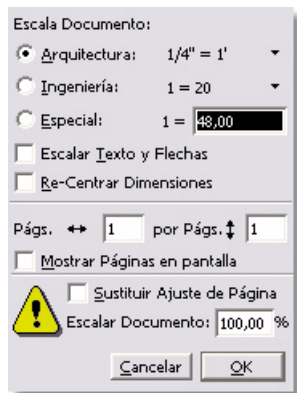 Escala Documento:
Arquitectura: 1/4" = 1'
Ingeniería: 1 = 20
Especial: 1 = 48,00
Escalar Texto y Flechas
Re-Centrar Dimensiones
Págs. 1 por Págs. 1
Mostrar Páginas en pantalla
Sustituir Ajuste de Página
Escalar Documento: 100,00 %
Cancelar OK